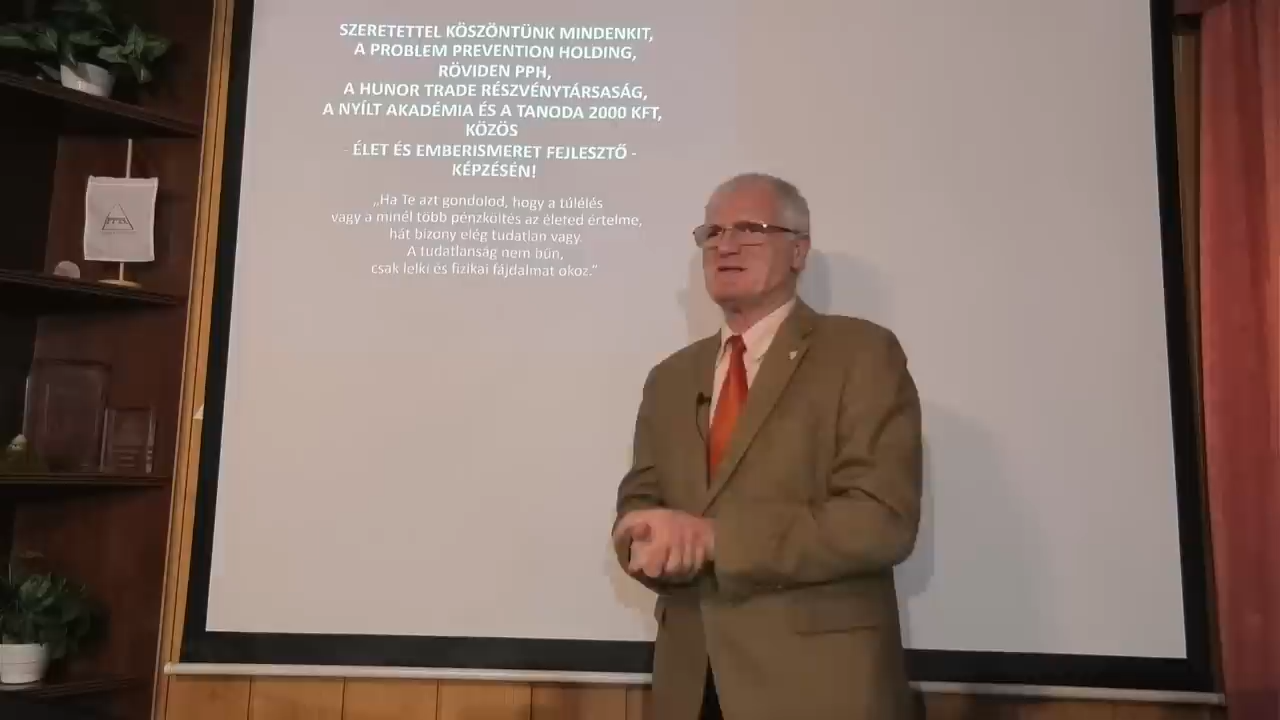 SZERETETTEL KÖSZÖNTÜNK MINDENKIT,
A PROBLEM PREVENTION HOLDING,
RÖVIDEN PPH,
A HUNOR TRADE RÉSZVÉNYTÁRSASÁG,
A NYÍLT AKADÉMIA ÉS A TANODA 2000 KFT,
KÖZÖS
- ÉLET ÉS EMBERISMERET FEJLESZTŐ -
KÉPZÉSÉN!
„Ha Te azt gondolod, hogy a túlélés
vagy a minél több pénzköltés az életed értelme,
hát bizony elég tudatlan vagy.
A tudatlanság nem bűn,
csak lelki és fizikai fájdalmat okoz.”